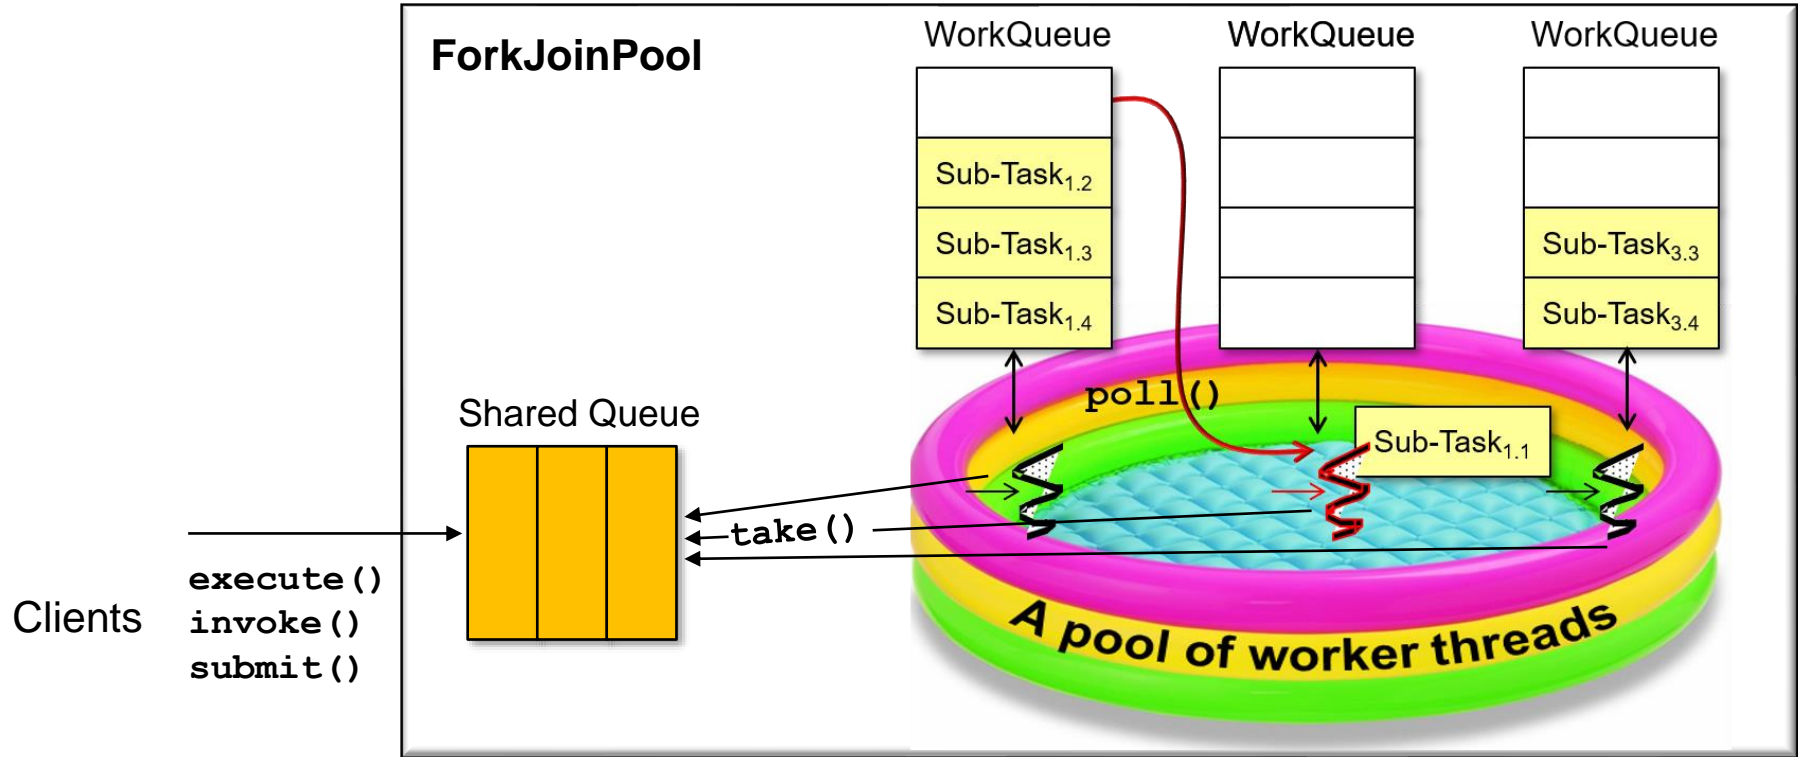 ForkJoinPool
WorkQueue
WorkQueue
WorkQueue
Sub-Task1.2
Sub-Task1.3
Sub-Task1.4
Sub-Task3.3
Sub-Task3.4
poll()
Sub-Task1.1
Shared Queue
take()
Clients
execute()
invoke()
submit()
A pool of worker threads